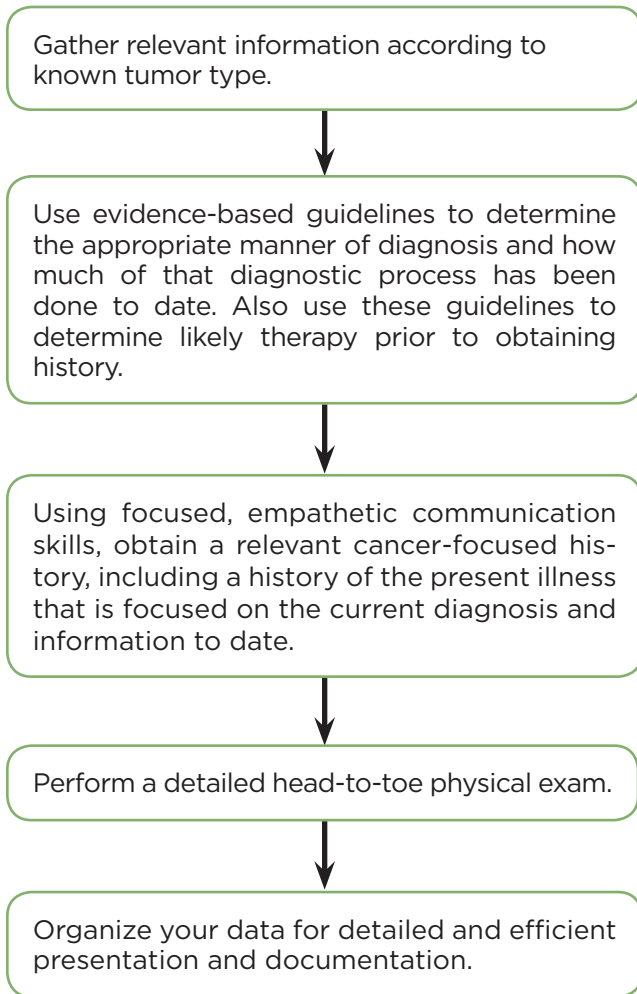 Gather relevant information according to
known tumor type.
Use evidence-based guidelines to determine
the appropriate manner of diagnosis and how
much of that diagnostic process has been
done to date. Also use these guidelines to
determine likely therapy prior to obtaining
history.
Using focused, empathetic communication
skills, obtain a relevant cancer-focused his-
tory, including a history of the present illness
that is focused on the current diagnosis and
information to date.
Perform a detailed head-to-toe physical exam.
Organize your data for detailed and efficient
presentation and documentation.